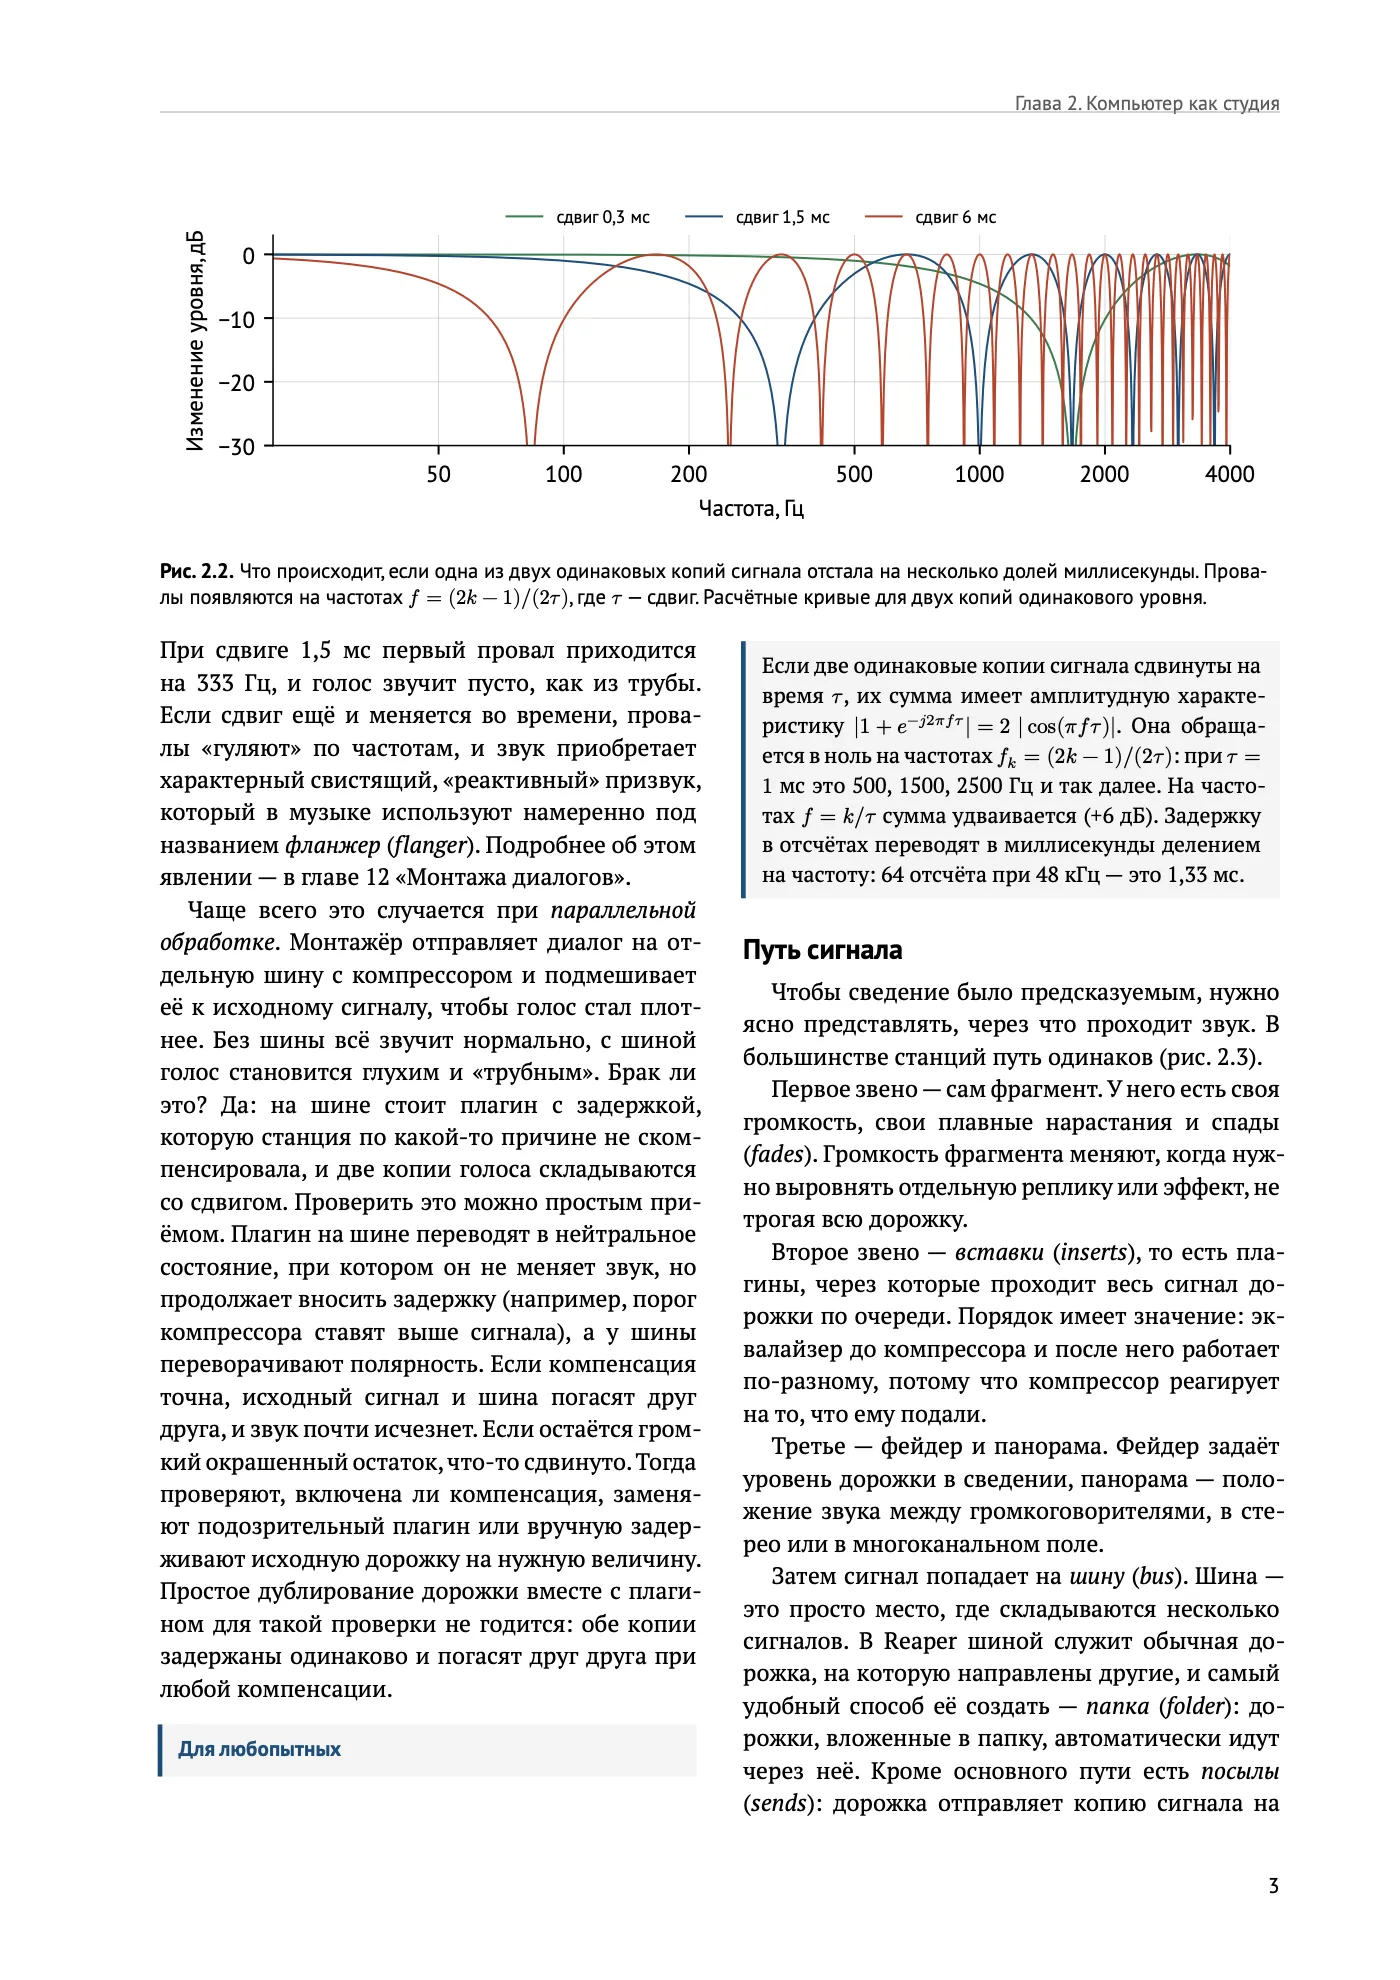 Глава 2. Компьютер как студия
сдвиг 0,3 мс
сдвиг 1,5 мс
сдвиг 6 мс
Изменение уровня, дБ
0
−10
−20
−30
50
100
200
500
1000
2000
4000
Частота, Гц
Рис. 2.2. Что происходит, если одна из двух одинаковых копий сигнала отстала на несколько долей миллисекунды. Прова-
лы появляются на частотах f = (2k − 1)/(2τ), где τ — сдвиг. Расчётные кривые для двух копий одинакового уровня.
При сдвиге 1,5 мс первый провал приходится
на 333 Гц, и голос звучит пусто, как из трубы.
Если сдвиг ещё и меняется во времени, прова-
лы «гуляют» по частотам, и звук приобретает
характерный свистящий, «реактивный» призвук,
который в музыке используют намеренно под
названием фланжер (flanger). Подробнее об этом
явлении — в главе 12 «Монтажа диалогов».
Чаще всего это случается при параллельной
обработке. Монтажёр отправляет диалог на от-
дельную шину с компрессором и подмешивает
её к исходному сигналу, чтобы голос стал плот-
нее. Без шины всё звучит нормально, с шиной
голос становится глухим и «трубным». Брак ли
это? Да: на шине стоит плагин с задержкой,
которую станция по какой-то причине не ском-
пенсировала, и две копии голоса складываются
со сдвигом. Проверить это можно простым при-
ёмом. Плагин на шине переводят в нейтральное
состояние, при котором он не меняет звук, но
продолжает вносить задержку (например, порог
компрессора ставят выше сигнала), а у шины
переворачивают полярность. Если компенсация
точна, исходный сигнал и шина погасят друг
друга, и звук почти исчезнет. Если остаётся гром-
кий окрашенный остаток, что-то сдвинуто. Тогда
проверяют, включена ли компенсация, заменя-
ют подозрительный плагин или вручную задер-
живают исходную дорожку на нужную величину.
Простое дублирование дорожки вместе с плаги-
ном для такой проверки не годится: обе копии
задержаны одинаково и погасят друг друга при
любой компенсации.
Для любопытных
Если две одинаковые копии сигнала сдвинуты на
время τ, их сумма имеет амплитудную характе-
ристику |1 + e^{−j2πfτ}| = 2 | cos(πfτ)|. Она обраща-
ется в ноль на частотах f_k = (2k − 1)/(2τ): при τ =
1 мс это 500, 1500, 2500 Гц и так далее. На часто-
тах f = k/τ сумма удваивается (+6 дБ). Задержку
в отсчётах переводят в миллисекунды делением
на частоту: 64 отсчёта при 48 кГц — это 1,33 мс.
Путь сигнала
Чтобы сведение было предсказуемым, нужно
ясно представлять, через что проходит звук. В
большинстве станций путь одинаков (рис. 2.3).
Первое звено — сам фрагмент. У него есть своя
громкость, свои плавные нарастания и спады
(fades). Громкость фрагмента меняют, когда нуж-
но выровнять отдельную реплику или эффект, не
трогая всю дорожку.
Второе звено — вставки (inserts), то есть пла-
гины, через которые проходит весь сигнал до-
рожки по очереди. Порядок имеет значение: эк-
валайзер до компрессора и после него работает
по-разному, потому что компрессор реагирует
на то, что ему подали.
Третье — фейдер и панорама. Фейдер задаёт
уровень дорожки в сведении, панорама — поло-
жение звука между громкоговорителями, в сте-
рео или в многоканальном поле.
Затем сигнал попадает на шину (bus). Шина —
это просто место, где складываются несколько
сигналов. В Reaper шиной служит обычная до-
рожка, на которую направлены другие, и самый
удобный способ её создать — папка (folder): до-
рожки, вложенные в папку, автоматически идут
через неё. Кроме основного пути есть посылы
(sends): дорожка отправляет копию сигнала на
3